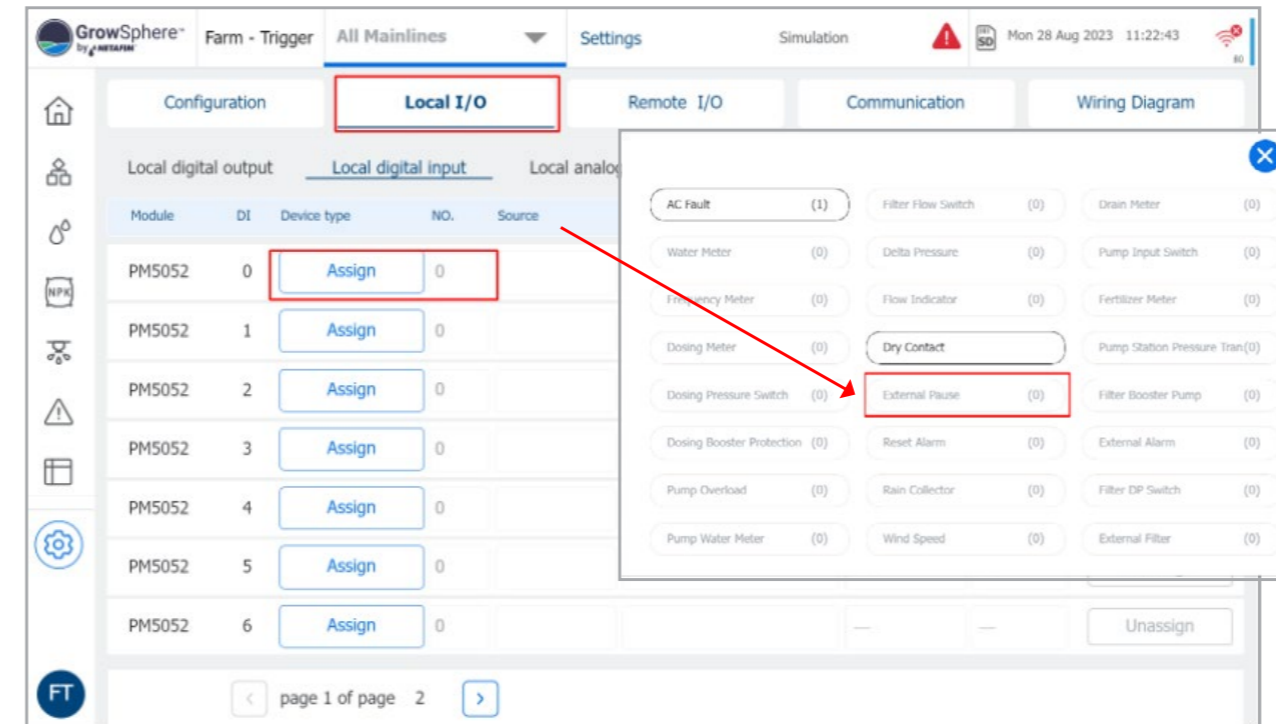 GrowSphere™
by NETAFIM™
Farm - Trigger
All Mainlines
Settings
Simulation
SD
Mon 28 Aug 2023 11:22:43
80
Configuration
Local I/O
Remote I/O
Communication
Wiring Diagram
Local digital output
Local digital input
Local analog
Module DI Device type NO. Source
PM5052 0 Assign 0
PM5052 1 Assign 0
PM5052 2 Assign 0
PM5052 3 Assign 0
PM5052 4 Assign 0
PM5052 5 Assign 0
PM5052 6 Assign 0 — — Unassign
NPK
FT
page 1 of page 2
AC Fault (1) Filter Flow Switch (0) Drain Meter (0)
Water Meter (0) Delta Pressure (0) Pump Input Switch (0)
Frequency Meter (0) Flow Indicator (0) Fertilizer Meter (0)
Dosing Meter (0) Dry Contact Pump Station Pressure Tran(0)
Dosing Pressure Switch (0) External Pause (0) Filter Booster Pump (0)
Dosing Booster Protection (0) Reset Alarm (0) External Alarm (0)
Pump Overload (0) Rain Collector (0) Filter DP Switch (0)
Pump Water Meter (0) Wind Speed (0) External Filter (0)